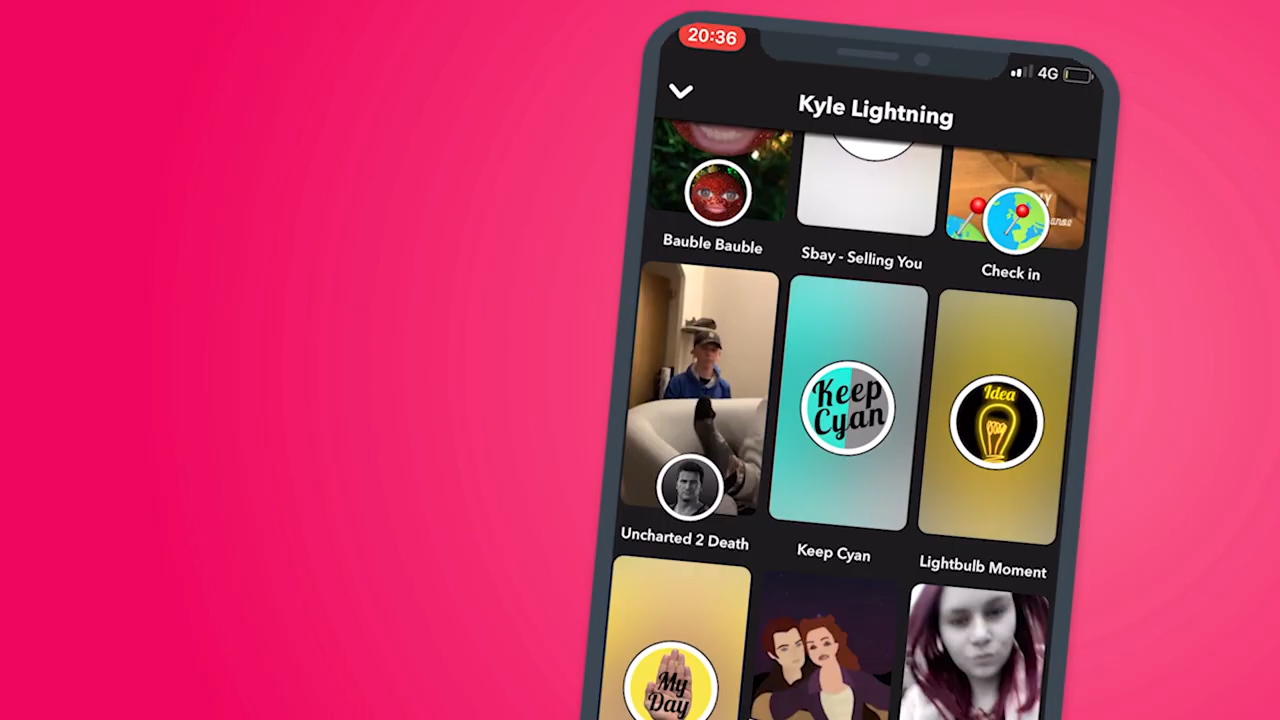 20:36
4G
Kyle Lightning
Bauble Bauble
Sbay - Selling You
Check in
Keep
Cyan
Idea
Uncharted 2 Death
Keep Cyan
Lightbulb Moment
My
Day